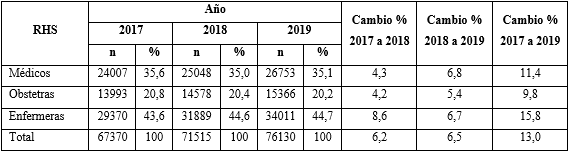 RHS Año Cambio % 2017 a 2018 Cambio % 2018 a 2019 Cambio % 2017 a 2019
2017 2018 2019
n % n % n %
Médicos 24007 35,6 25048 35,0 26753 35,1 4,3 6,8 11,4
Obstetras 13993 20,8 14578 20,4 15366 20,2 4,2 5,4 9,8
Enfermeras 29370 43,6 31889 44,6 34011 44,7 8,6 6,7 15,8
Total 67370 100 71515 100 76130 100 6,2 6,5 13,0